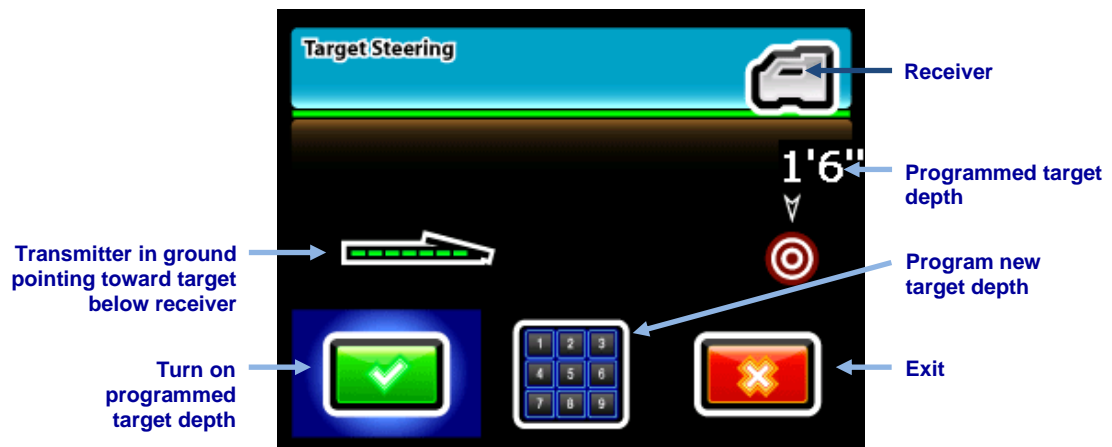 Target Steering
Receiver
1'6"
Programmed target
depth
Transmitter in ground
pointing toward target
below receiver
Program new
target depth
1 2 3
4 5 6
7 8 9
Turn on
programmed
target depth
Exit